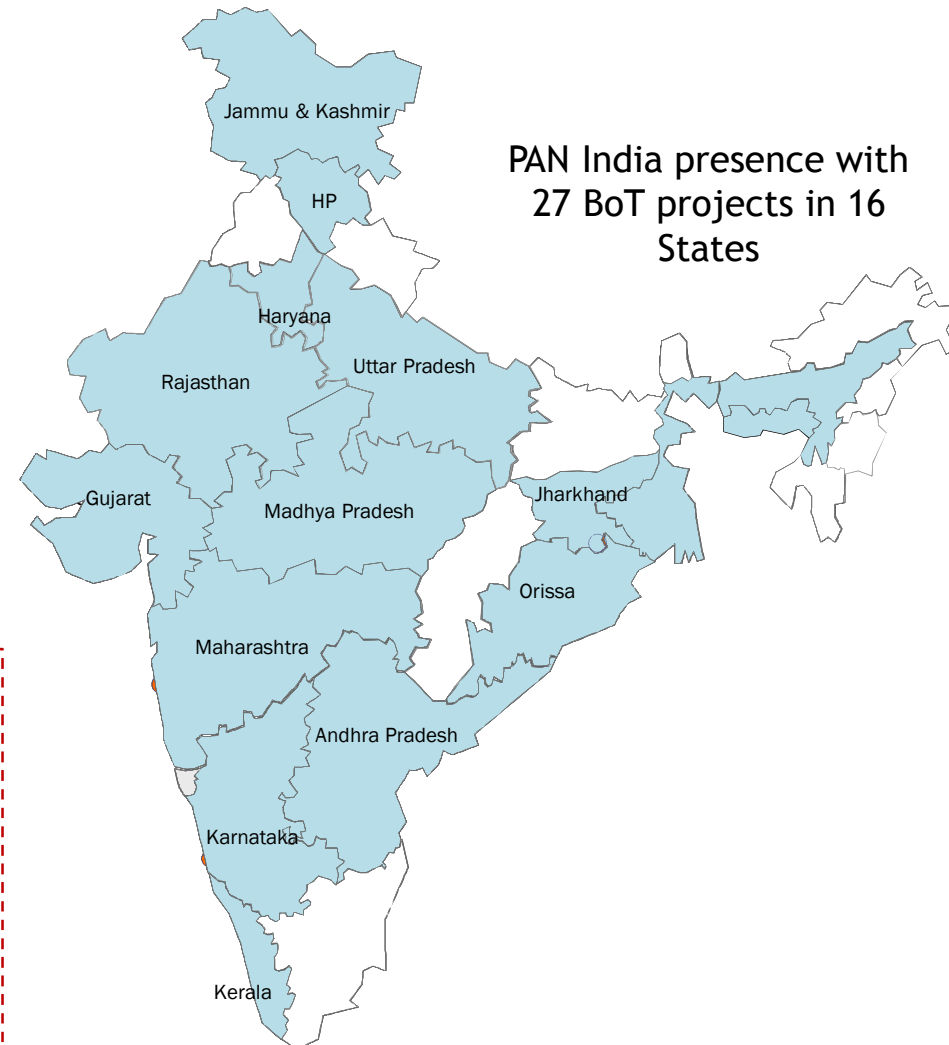 Jammu & Kashmir
PAN India presence with
27 BoT projects in 16
States
HP
Haryana
Uttar Pradesh
Rajasthan
Gujarat
Jharkhand
Madhya Pradesh
Orissa
Maharashtra
Andhra Pradesh
Karnataka
Kerala